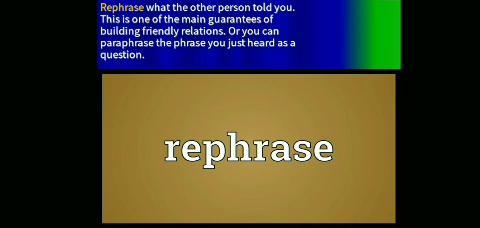 Rephrase what the other person told you.
This is one of the main guarantees of
building friendly relations. Or you can
paraphrase the phrase you just heard as a
question.
rephrase